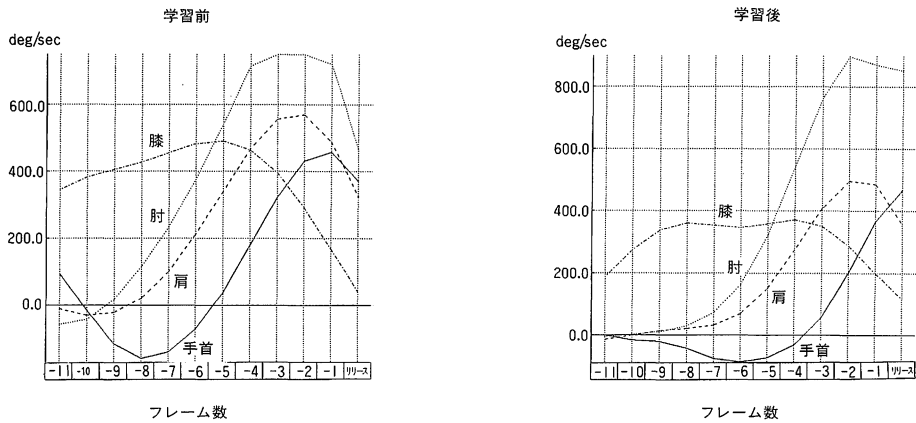 学習前
deg/sec
600.0
400.0
200.0
0.0
膝
肘
肩
手首
-11 -10 -9 -8 -7 -6 -5 -4 -3 -2 -1 リリース
フレーム数
学習後
deg/sec
800.0
600.0
400.0
200.0
0.0
膝
肘
肩
手首
-11 -10 -9 -8 -7 -6 -5 -4 -3 -2 -1 リリース
フレーム数